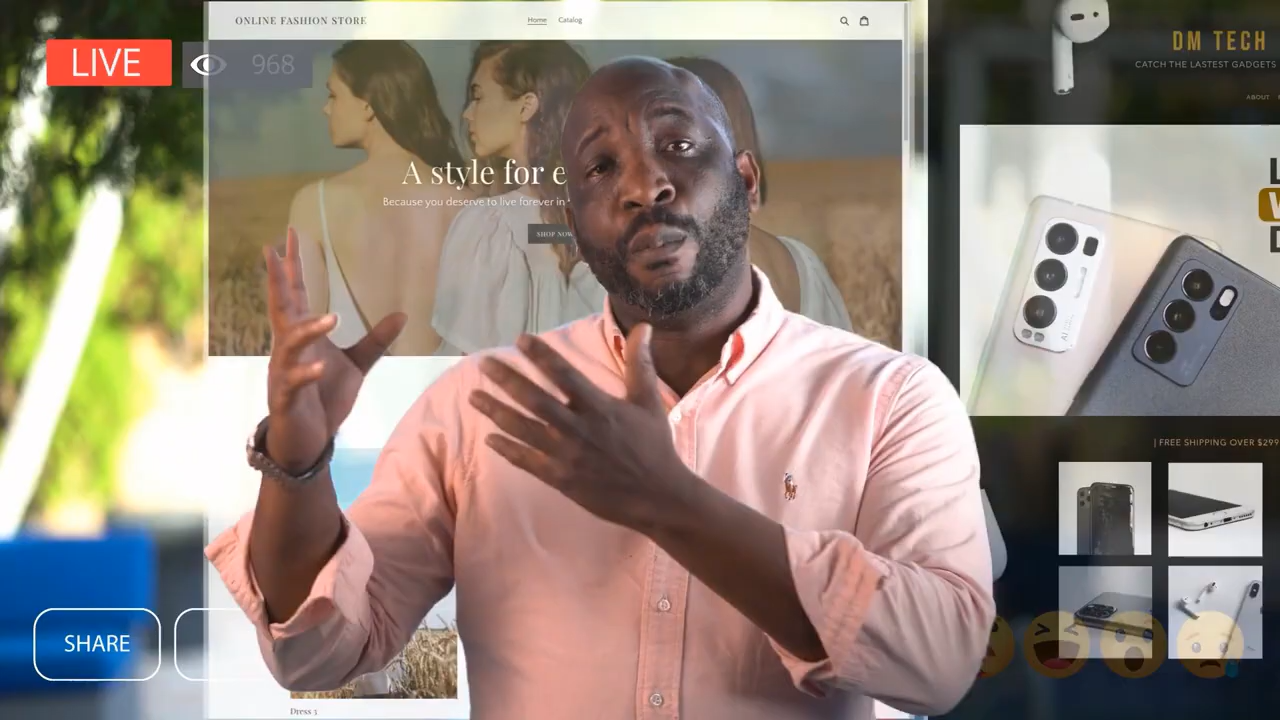 ONLINE FASHION STORE
Home Catalog
LIVE
968
DM TECH
CATCH THE LASTEST GADGETS
ABOUT
A style for e
Because you deserve to live forever in
SHOP NOW
| FREE SHIPPING OVER $299
SHARE
Dress 5